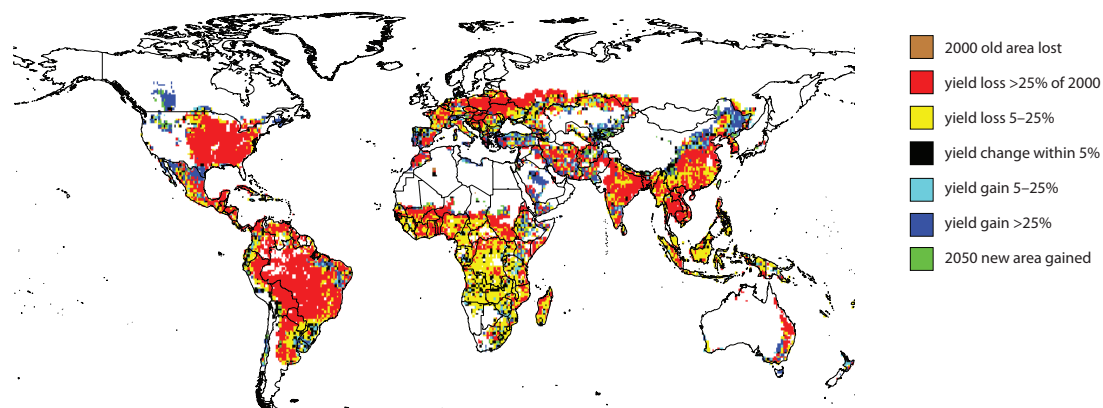 2000 old area lost
yield loss >25% of 2000
yield loss 5–25%
yield change within 5%
yield gain 5–25%
yield gain >25%
2050 new area gained